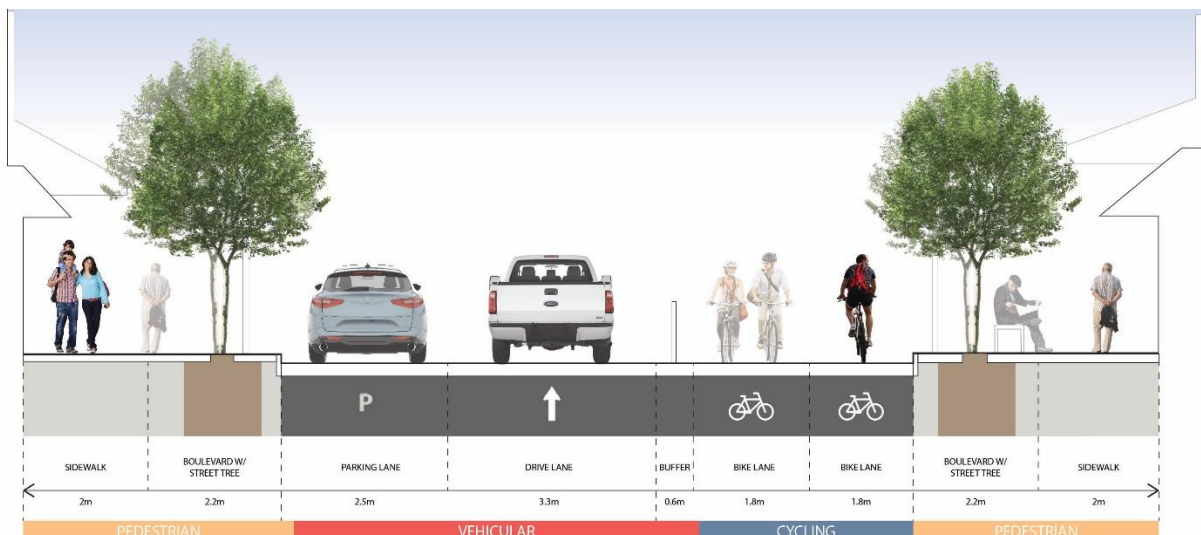 P
SIDEWALK
BOULEVARD W/
STREET TREE
PARKING LANE
DRIVE LANE
BUFFER
BIKE LANE
BIKE LANE
BOULEVARD W/
STREET TREE
SIDEWALK
2m
2.2m
2.5m
3.3m
0.6m
1.8m
1.8m
2.2m
2m
PEDESTRIAN
VEHICULAR
CYCLING
PEDESTRIAN